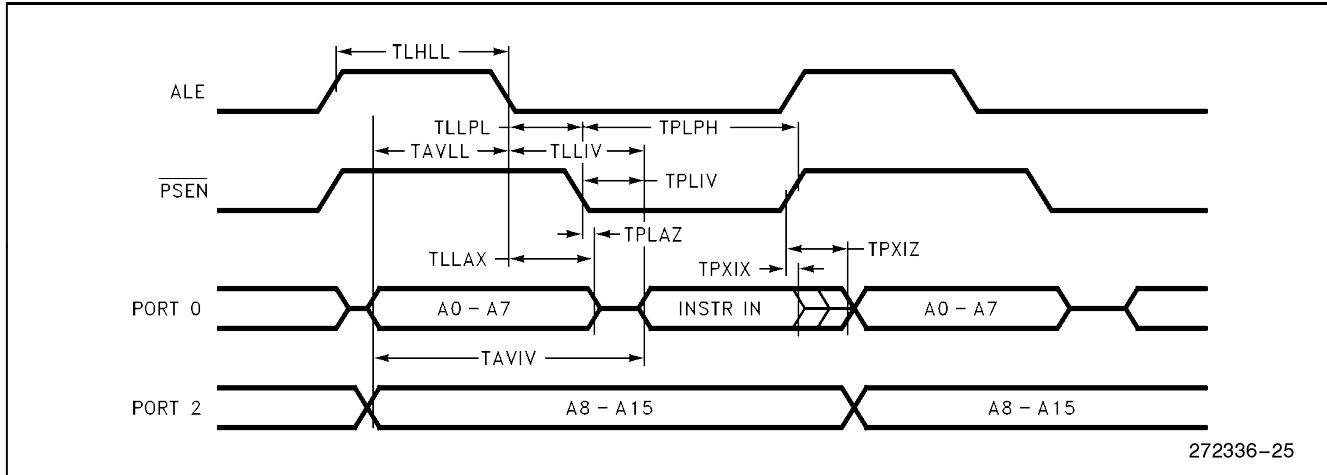 TLHLL
ALE
TLLPL
TPLPH
TAVLL
TLLIV
PSEN
TPLIV
TPLAZ
TLLAX
TPXIX
TPXIZ
PORT 0
A0 – A7
INSTR IN
A0 – A7
TAVIV
PORT 2
A8 – A15
A8 – A15
272336–25